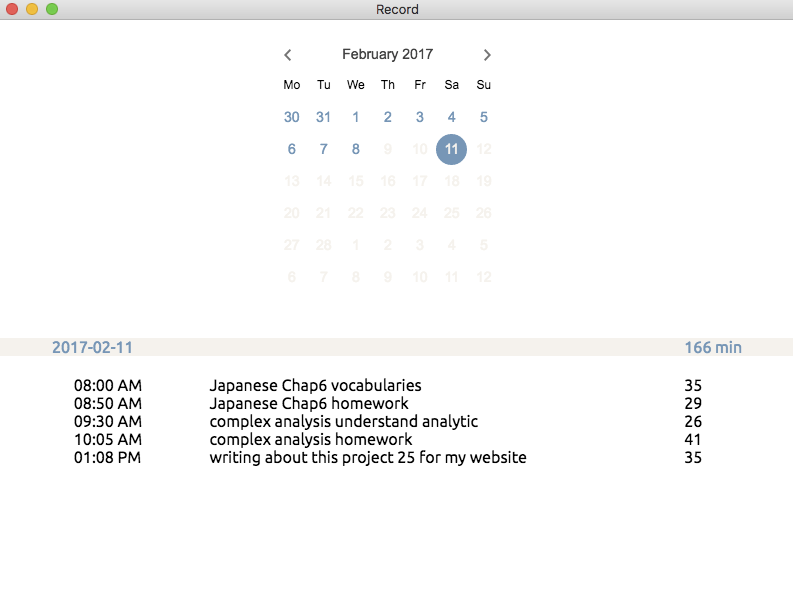 Record
February 2017
Mo Tu We Th Fr Sa Su
30 31 1 2 3 4 5
6 7 8 9 10 11 12
13 14 15 16 17 18 19
20 21 22 23 24 25 26
27 28 1 2 3 4 5
6 7 8 9 10 11 12
2017-02-11 166 min
08:00 AM Japanese Chap6 vocabularies 35
08:50 AM Japanese Chap6 homework 29
09:30 AM complex analysis understand analytic 26
10:05 AM complex analysis homework 41
01:08 PM writing about this project 25 for my website 35